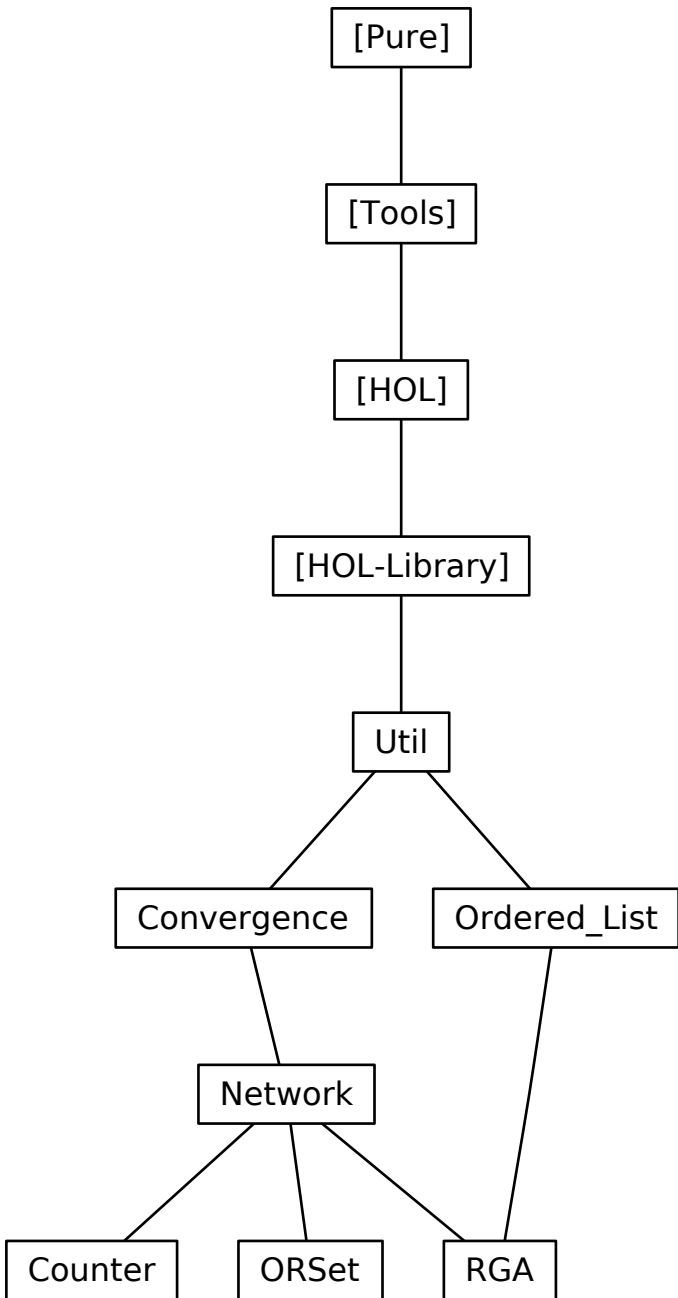 [Pure]
[Tools]
[HOL]
[HOL-Library]
Util
Convergence
Ordered_List
Network
Counter
ORSet
RGA